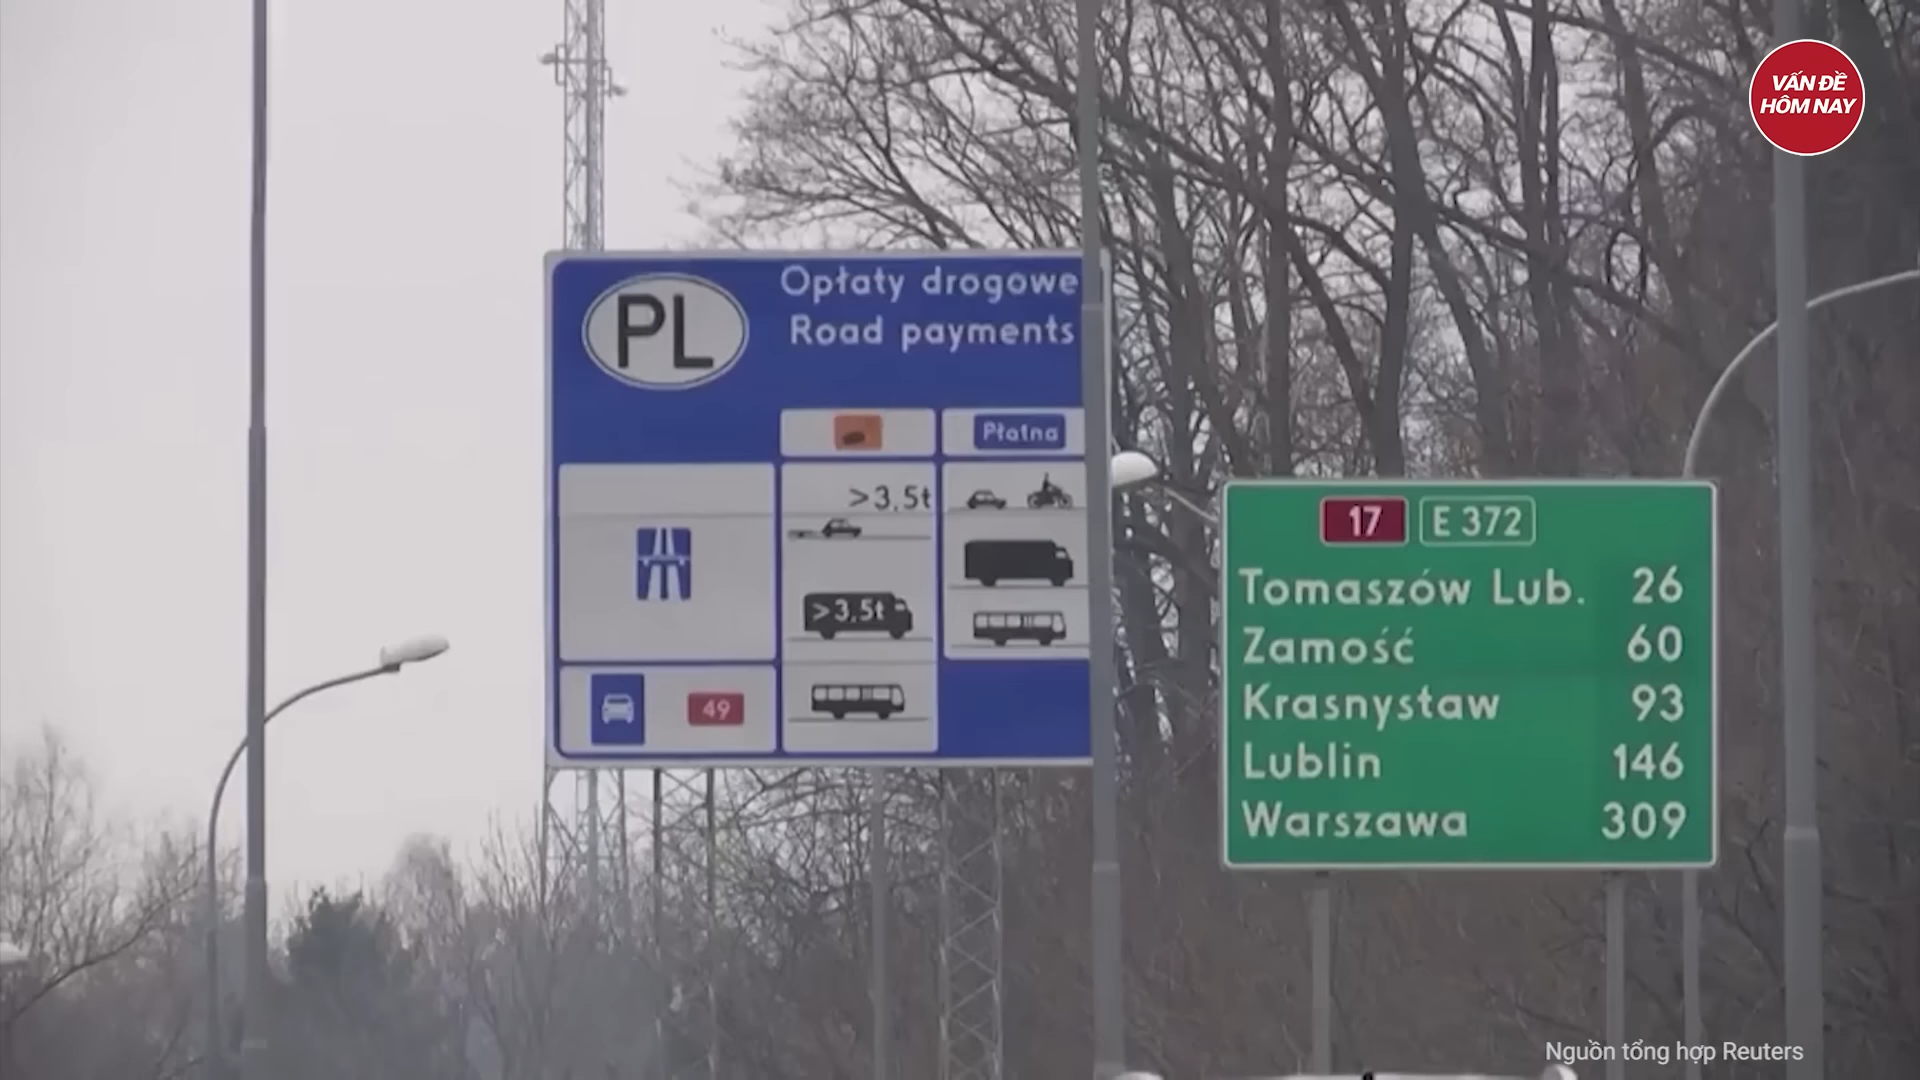 VẤN ĐỀ
HÔM NAY
PL
Opłaty drogowe
Road payments
Płatna
>3,5t
>3,5t
49
17 E 372
Tomaszów Lub. 26
Zamość 60
Krasnystaw 93
Lublin 146
Warszawa 309
Nguồn tổng hợp Reuters